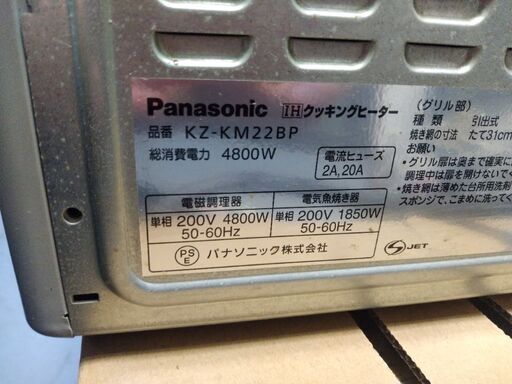 Panasonic IHクッキングヒーター
品番 KZ-KM22BP
総消費電力 4800W
電流ヒューズ
2A,20A
電磁調理器
単相 200V 4800W
50-60Hz
電気魚焼き器
単相 200V 1850W
50-60Hz
PSE パナソニック株式会社
S JET
(グリル部)
種類 引出式
焼き網の寸法 たて31cm
お願い
・グリル扉は奥まで確実に
調理中は扉を開けないでく
・焼き網は薄めた台所用洗剤
スポンジで、こまめに洗ってく